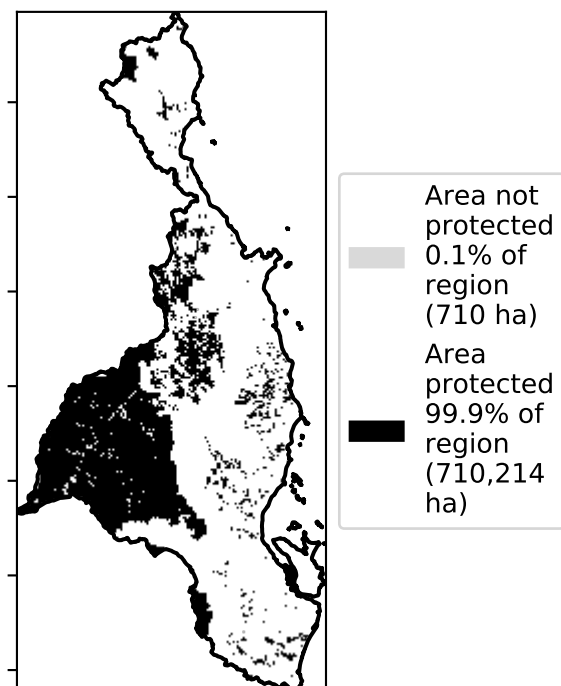 Area not
protected
0.1% of
region
(710 ha)
Area
protected
99.9% of
region
(710,214
ha)